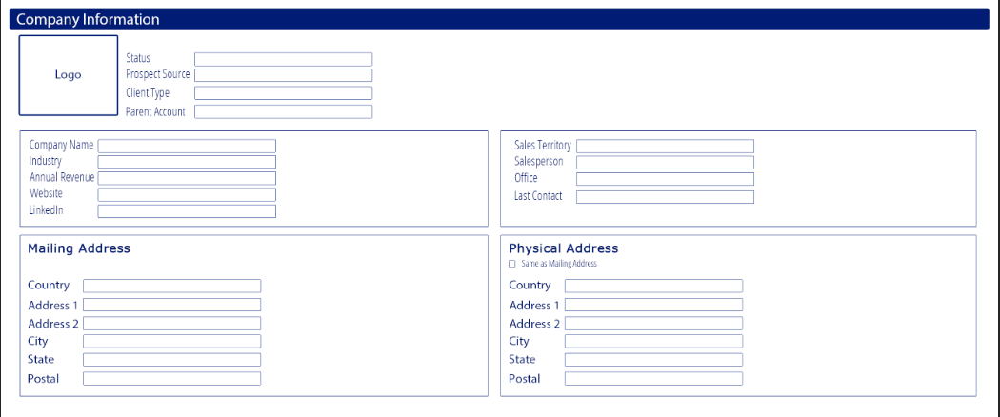 Company Information
Logo
Status
Prospect Source
Client Type
Parent Account
Company Name
Industry
Annual Revenue
Website
LinkedIn
Sales Territory
Salesperson
Office
Last Contact
Mailing Address
Country
Address 1
Address 2
City
State
Postal
Physical Address
Same as Mailing Address
Country
Address 1
Address 2
City
State
Postal